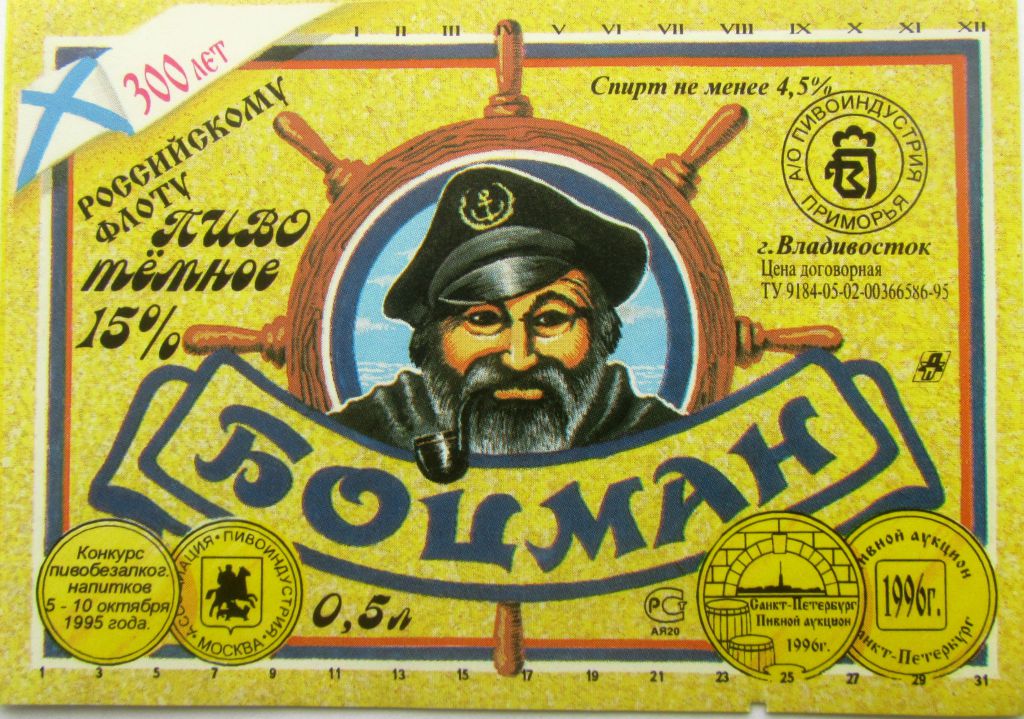 I II III IV V VI VII VIII IX X XI XII
300 лет
РОССИЙСКОМУ
ФЛОТУ
ПИВО
тёмное
15%
Спирт не менее 4,5%
А/О ПИВОИНДУСТРИЯ
ПРИМОРЬЯ
г. Владивосток
Цена договорная
ТУ 9184-05-02-00366586-95
БОЦМАН
Конкурс
пивобезалког.
напитков
5 - 10 октября
1995 года.
ПИВОИНДУСТРИЯ
МОСКВА
0,5л
РСТ
АЯ20
Санкт-Петербург
Пивной аукцион
1996г.
Пивной аукцион
1996г.
Санкт-Петербург
1 3 5 7 9 11 13 15 17 19 21 23 25 27 29 31